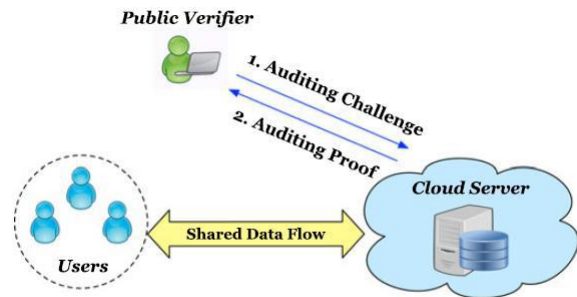 Public Verifier
1. Auditing Challenge
2. Auditing Proof
Cloud Server
Shared Data Flow
Users